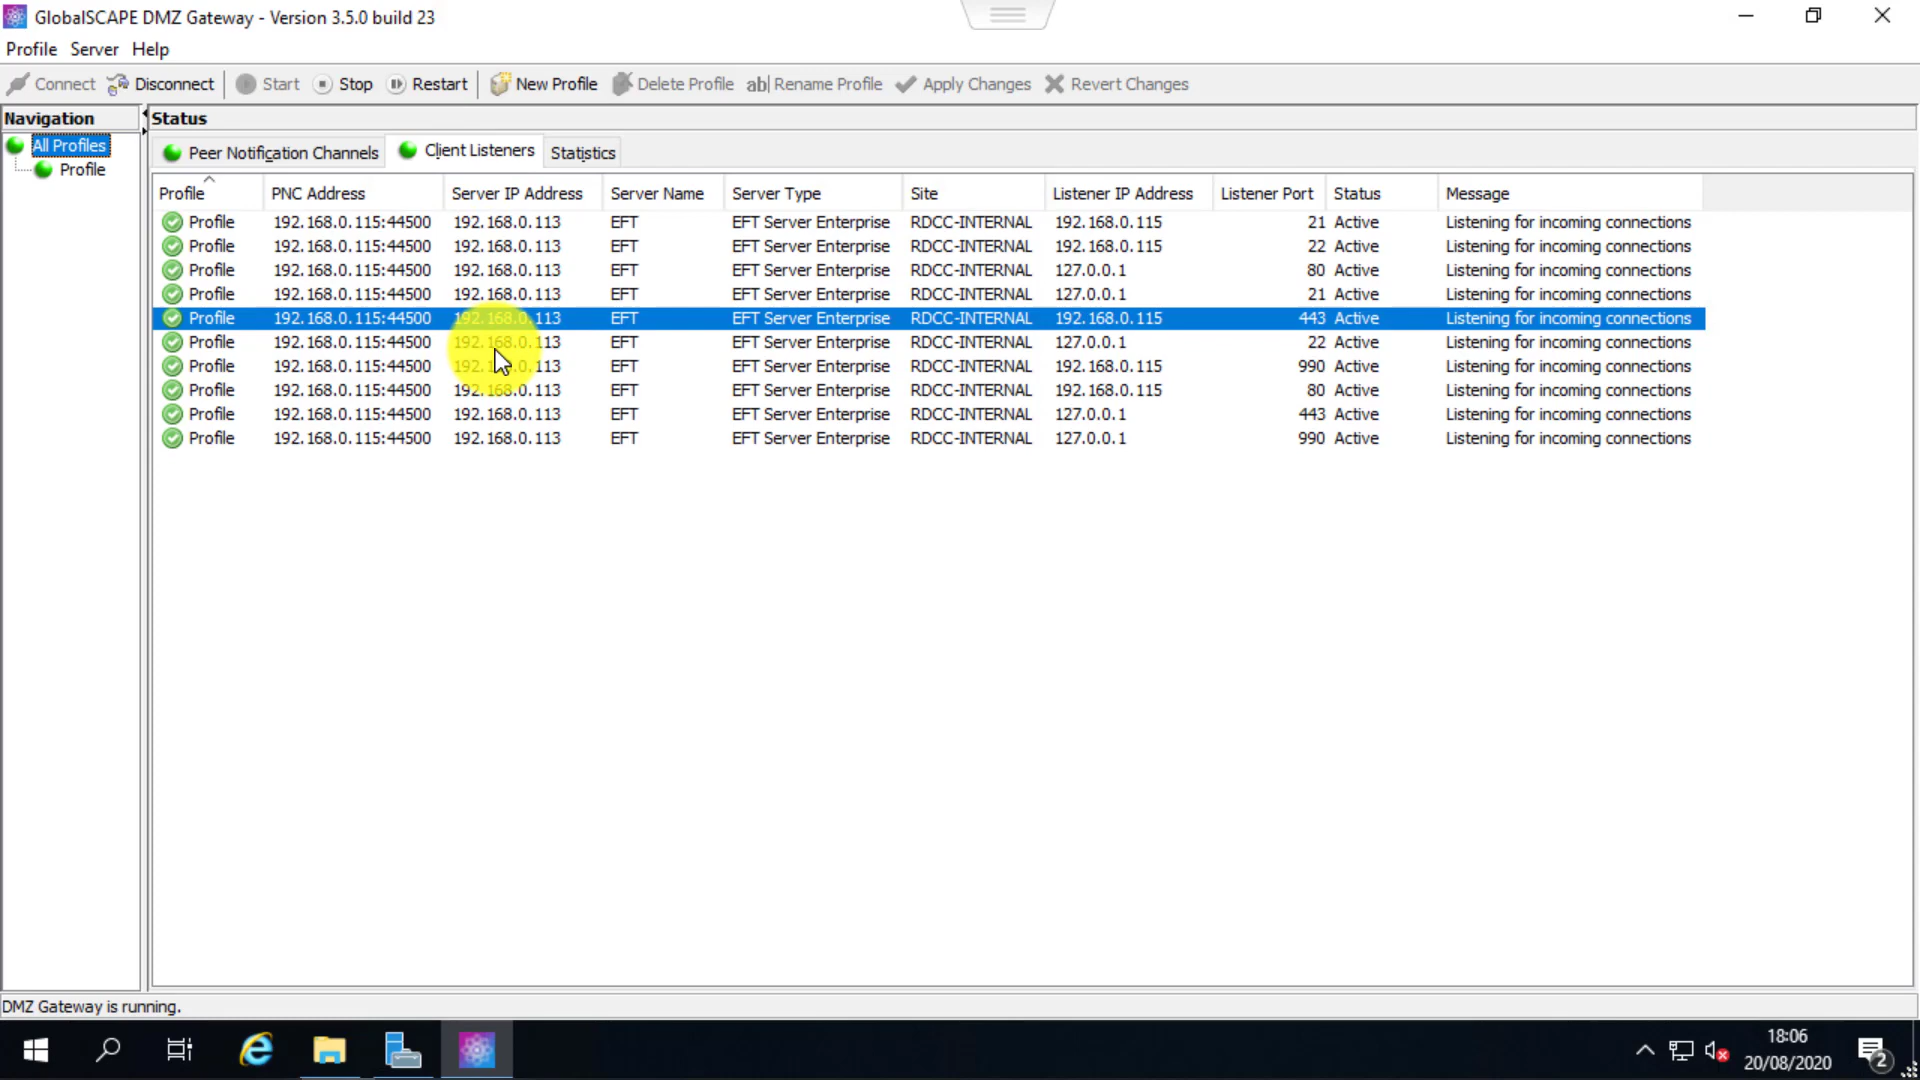 GlobalSCAPE DMZ Gateway - Version 3.5.0 build 23
Profile Server Help
Connect Disconnect Start Stop Restart New Profile Delete Profile ab| Rename Profile Apply Changes Revert Changes
Navigation Status
All Profiles
Profile
Peer Notification Channels Client Listeners Statistics
Profile PNC Address Server IP Address Server Name Server Type Site Listener IP Address Listener Port Status Message
Profile 192.168.0.115:44500 192.168.0.113 EFT EFT Server Enterprise RDCC-INTERNAL 192.168.0.115 21 Active Listening for incoming connections
Profile 192.168.0.115:44500 192.168.0.113 EFT EFT Server Enterprise RDCC-INTERNAL 192.168.0.115 22 Active Listening for incoming connections
Profile 192.168.0.115:44500 192.168.0.113 EFT EFT Server Enterprise RDCC-INTERNAL 127.0.0.1 80 Active Listening for incoming connections
Profile 192.168.0.115:44500 192.168.0.113 EFT EFT Server Enterprise RDCC-INTERNAL 127.0.0.1 21 Active Listening for incoming connections
Profile 192.168.0.115:44500 192.168.0.113 EFT EFT Server Enterprise RDCC-INTERNAL 192.168.0.115 443 Active Listening for incoming connections
Profile 192.168.0.115:44500 192.168.0.113 EFT EFT Server Enterprise RDCC-INTERNAL 127.0.0.1 22 Active Listening for incoming connections
Profile 192.168.0.115:44500 192.168.0.113 EFT EFT Server Enterprise RDCC-INTERNAL 192.168.0.115 990 Active Listening for incoming connections
Profile 192.168.0.115:44500 192.168.0.113 EFT EFT Server Enterprise RDCC-INTERNAL 192.168.0.115 80 Active Listening for incoming connections
Profile 192.168.0.115:44500 192.168.0.113 EFT EFT Server Enterprise RDCC-INTERNAL 127.0.0.1 443 Active Listening for incoming connections
Profile 192.168.0.115:44500 192.168.0.113 EFT EFT Server Enterprise RDCC-INTERNAL 127.0.0.1 990 Active Listening for incoming connections
DMZ Gateway is running.
18:06
20/08/2020
2